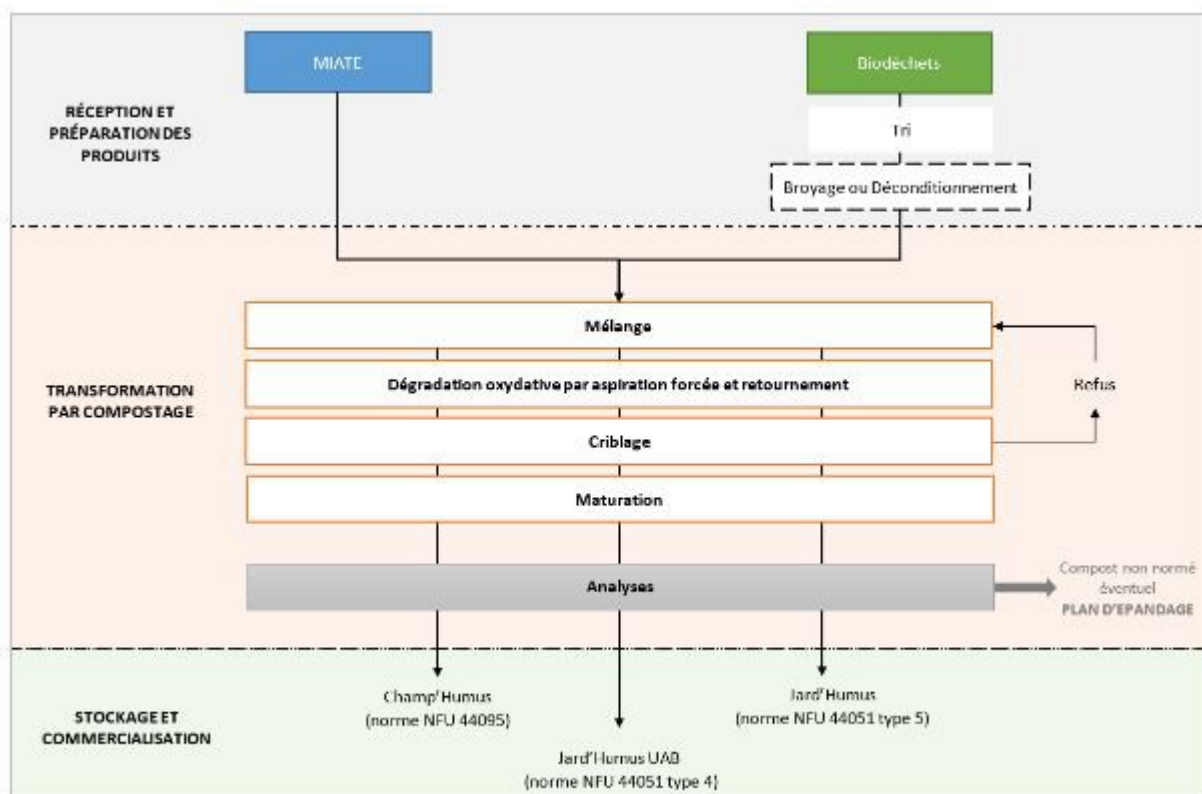 MIATE
Biodéchets
RÉCEPTION ET
PRÉPARATION DES
PRODUITS
Tri
Broyage ou Déconditionnement
Mélange
Dégradation oxydative par aspiration forcée et retournement
TRANSFORMATION
PAR COMPOSTAGE
Refus
Criblage
Maturation
Analyses
Compost non normé
éventuel
PLAN D'EPANDAGE
Champ'Humus
(norme NFU 44095)
Jard'Humus
(norme NFU 44051 type 5)
STOCKAGE ET
COMMERCIALISATION
Jard'Humus UAB
(norme NFU 44051 type 4)